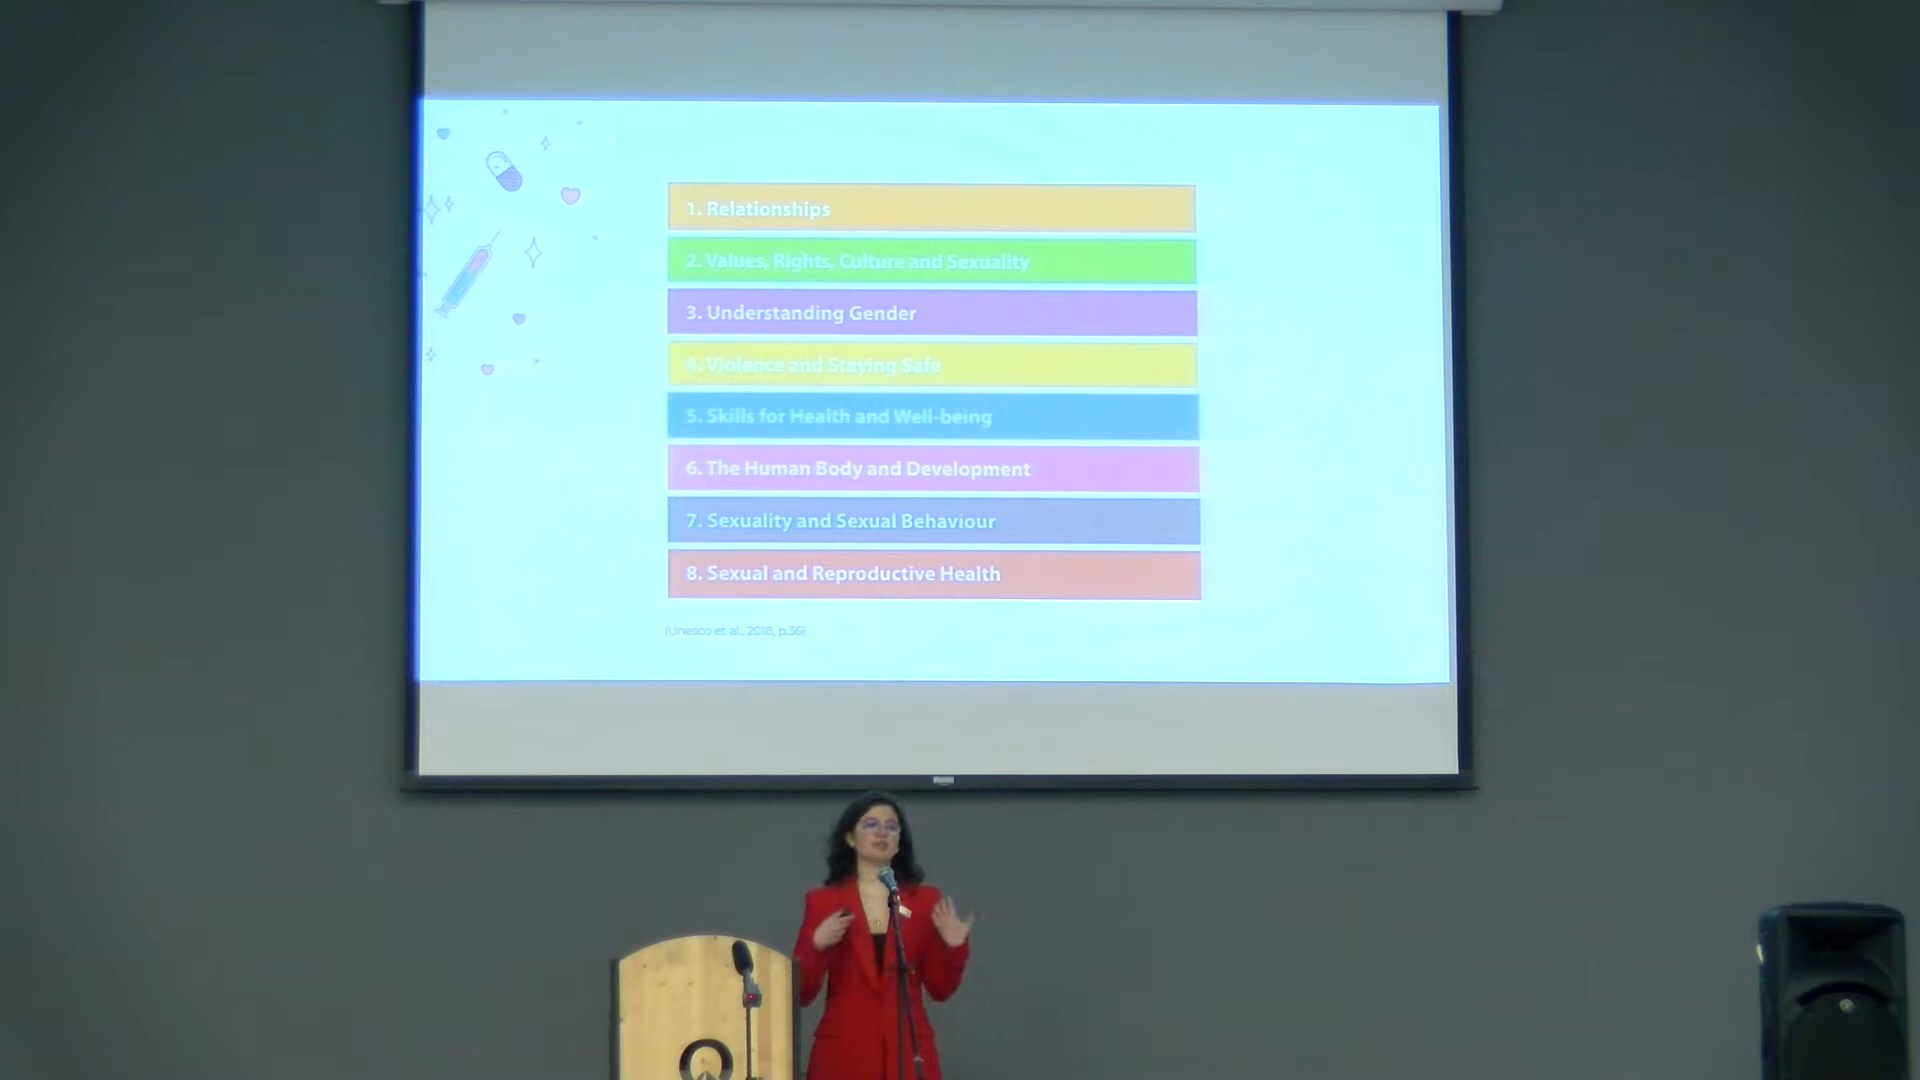 1. Relationships
2. Values, Rights, Culture and Sexuality
3. Understanding Gender
4. Violence and Staying Safe
5. Skills for Health and Well-being
6. The Human Body and Development
7. Sexuality and Sexual Behaviour
8. Sexual and Reproductive Health
(Unesco et al., 2018, p.36)